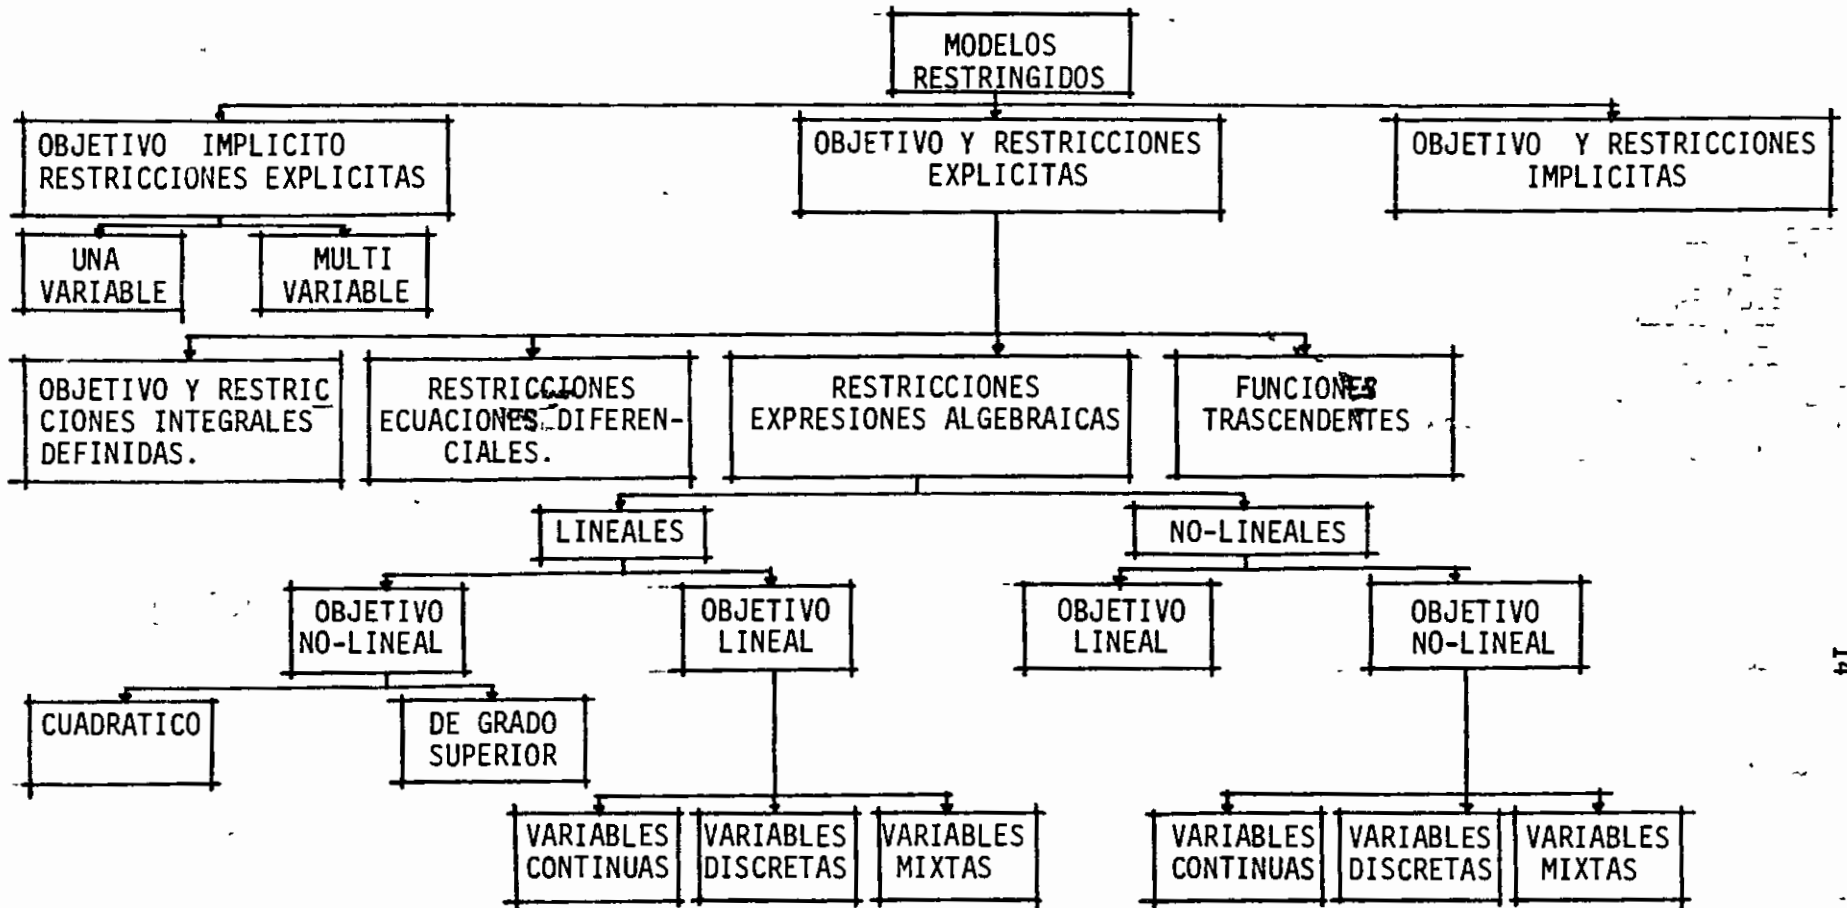 MODELOS
RESTRINGIDOS
OBJETIVO IMPLICITO
RESTRICCIONES EXPLICITAS
OBJETIVO Y RESTRICCIONES
EXPLICITAS
OBJETIVO Y RESTRICCIONES
IMPLICITAS
UNA
VARIABLE
MULTI
VARIABLE
OBJETIVO Y RESTRIC
CIONES INTEGRALES
DEFINIDAS.
RESTRICCIONES
ECUACIONES DIFEREN-
CIALES.
RESTRICCIONES
EXPRESIONES ALGEBRAICAS
FUNCIONES
TRASCENDENTES
LINEALES
NO-LINEALES
OBJETIVO
NO-LINEAL
OBJETIVO
LINEAL
OBJETIVO
LINEAL
OBJETIVO
NO-LINEAL
14
CUADRATICO
DE GRADO
SUPERIOR
VARIABLES
CONTINUAS
VARIABLES
DISCRETAS
VARIABLES
MIXTAS
VARIABLES
CONTINUAS
VARIABLES
DISCRETAS
VARIABLES
MIXTAS